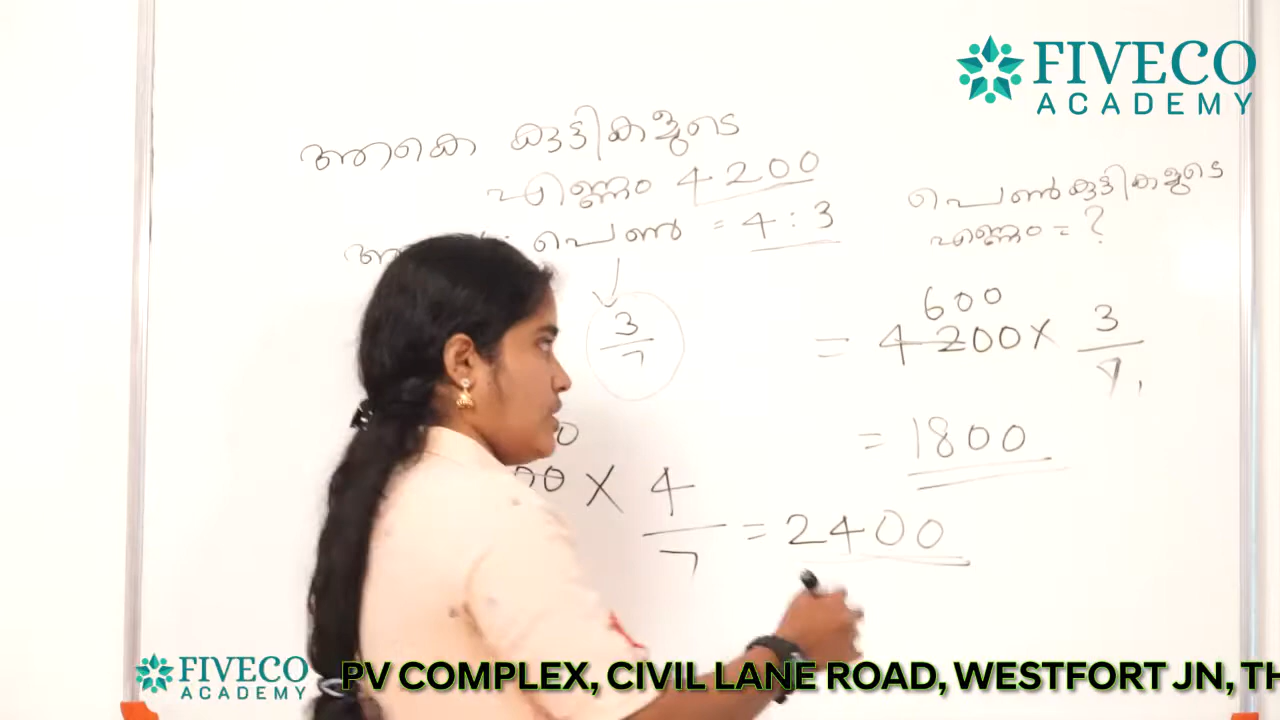 FIVECO
ACADEMY
ആകെ കുട്ടികളുടെ
എണ്ണം 4200
പെൺ = 4 : 3
3/7
00 × 4/7 = 2400
പെൺകുട്ടികളുടെ
എണ്ണം = ?
600
= 4200 × 3/7
= 1800
FIVECO
ACADEMY
PV COMPLEX, CIVIL LANE ROAD, WESTFORT JN, TH